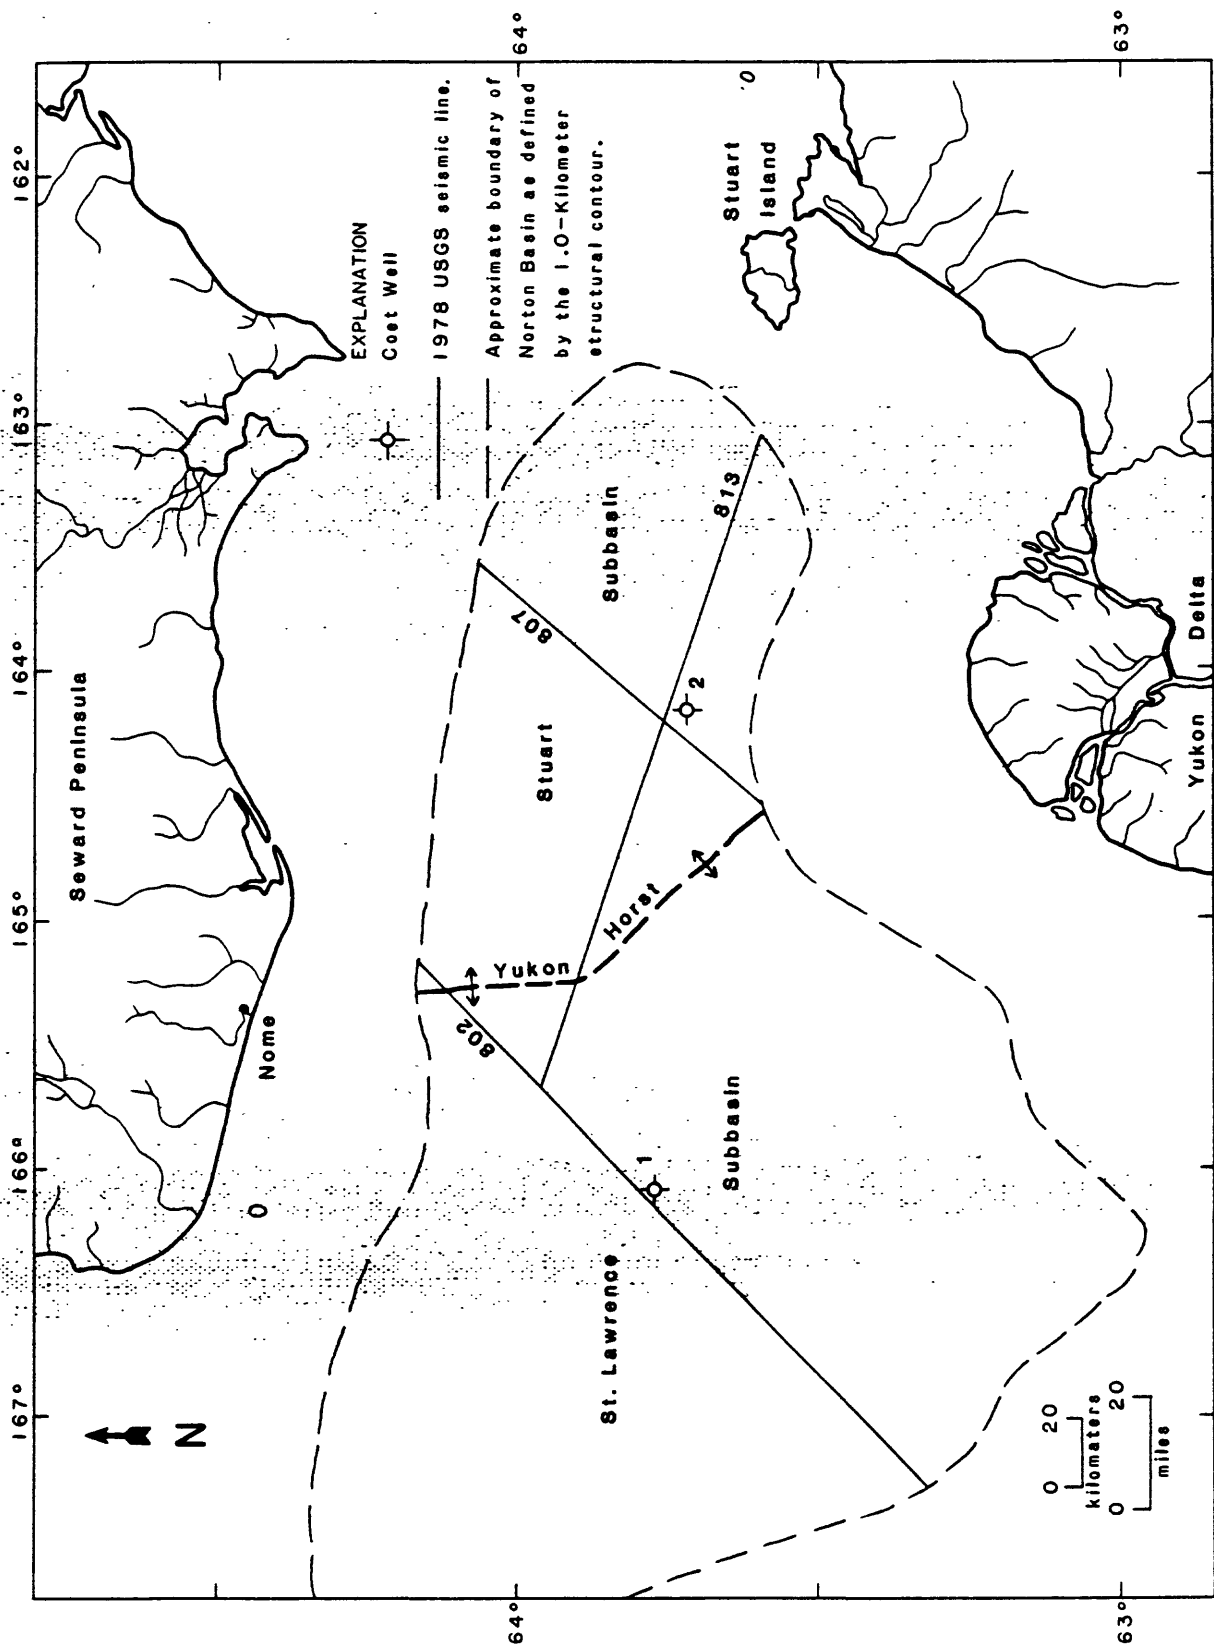 162°
163°
164°
165°
166°
167°
64°
63°
64°
63°
EXPLANATION
Cost Well
1978 USGS seismic line.
Approximate boundary of
Norton Basin as defined
by the 1.0-Kilometer
structural contour.
Seward Peninsula
Nome
Stuart
Island
Yukon Delta
Stuart
Subbasin
St. Lawrence
Subbasin
Yukon
Horst
802
807
813
1
2
N
0 20
kilometers
0 20
miles